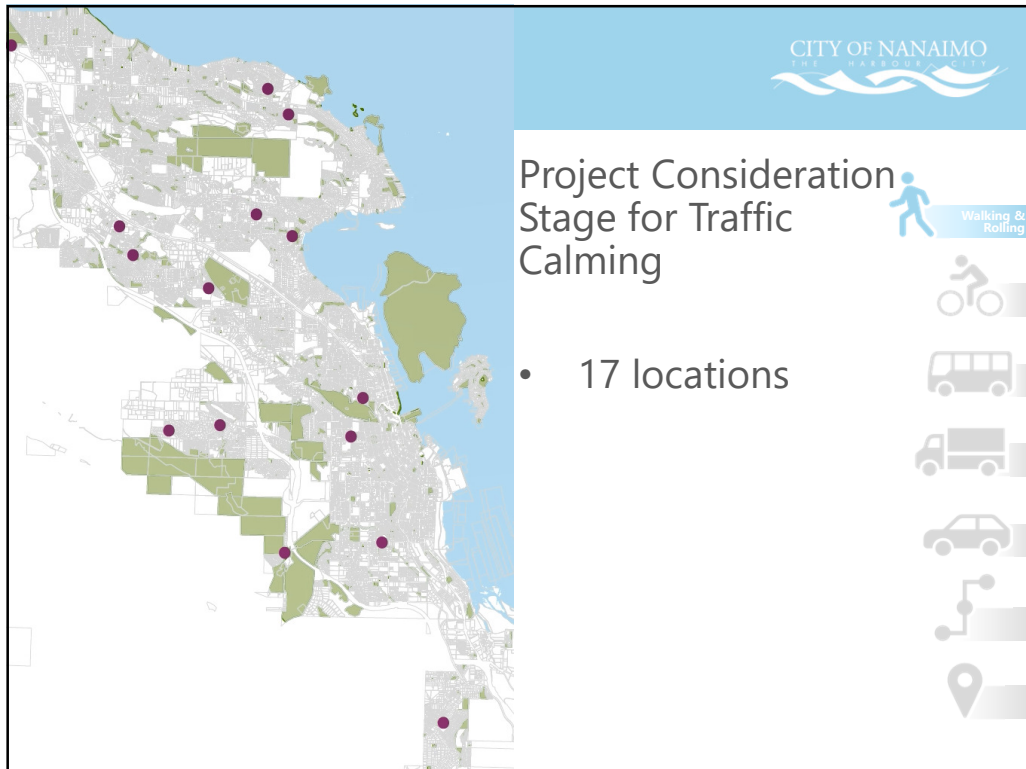 CITY OF NANAIMO
THE HARBOUR CITY
Project Consideration
Stage for Traffic
Calming
Walking &
Rolling
• 17 locations